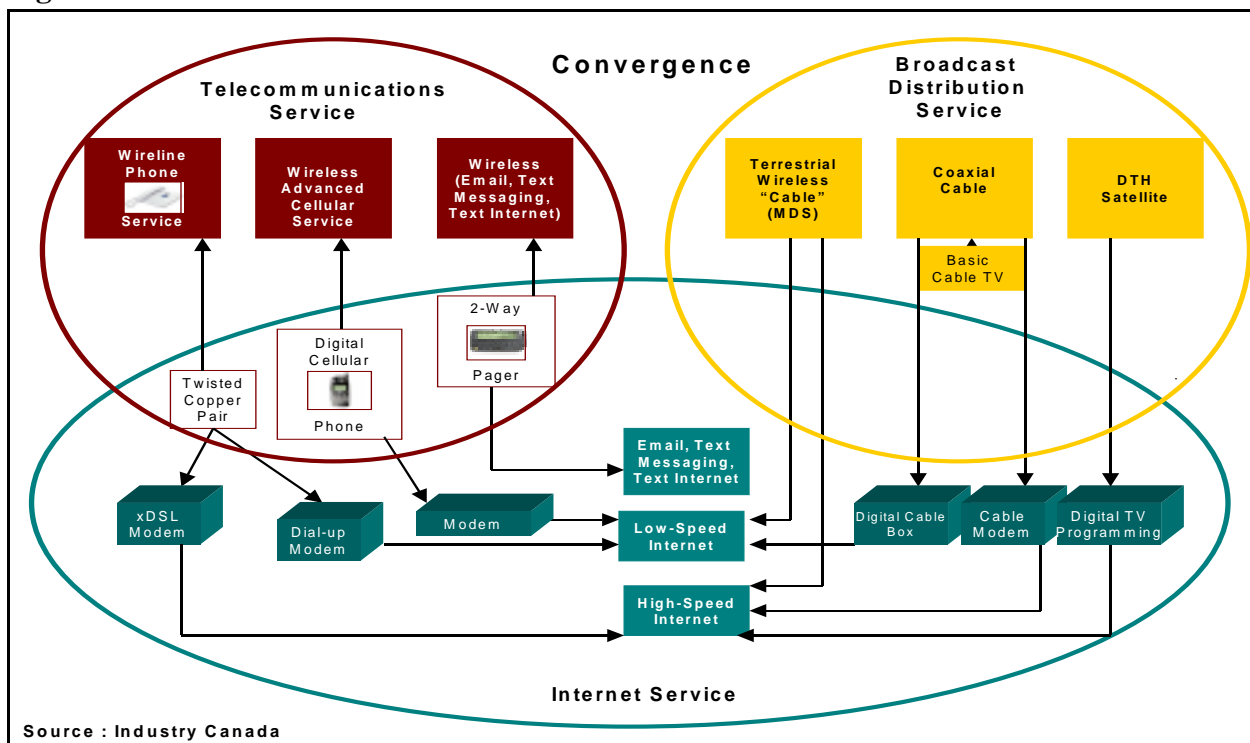 Convergence
Telecommunications
Service
Broadcast
Distribution
Service
Wireline
Phone
Service
Wireless
Advanced
Cellular
Service
Wireless
(Email, Text
Messaging,
Text Internet)
Terrestrial
Wireless
“Cable”
(MDS)
Coaxial
Cable
DTH
Satellite
Basic
Cable TV
2-Way
Pager
Digital
Cellular
Phone
Twisted
Copper
Pair
Email, Text
Messaging,
Text Internet
xDSL
Modem
Dial-up
Modem
Modem
Low-Speed
Internet
Digital Cable
Box
Cable
Modem
Digital TV
Programming
High-Speed
Internet
Internet Service
Source : Industry Canada